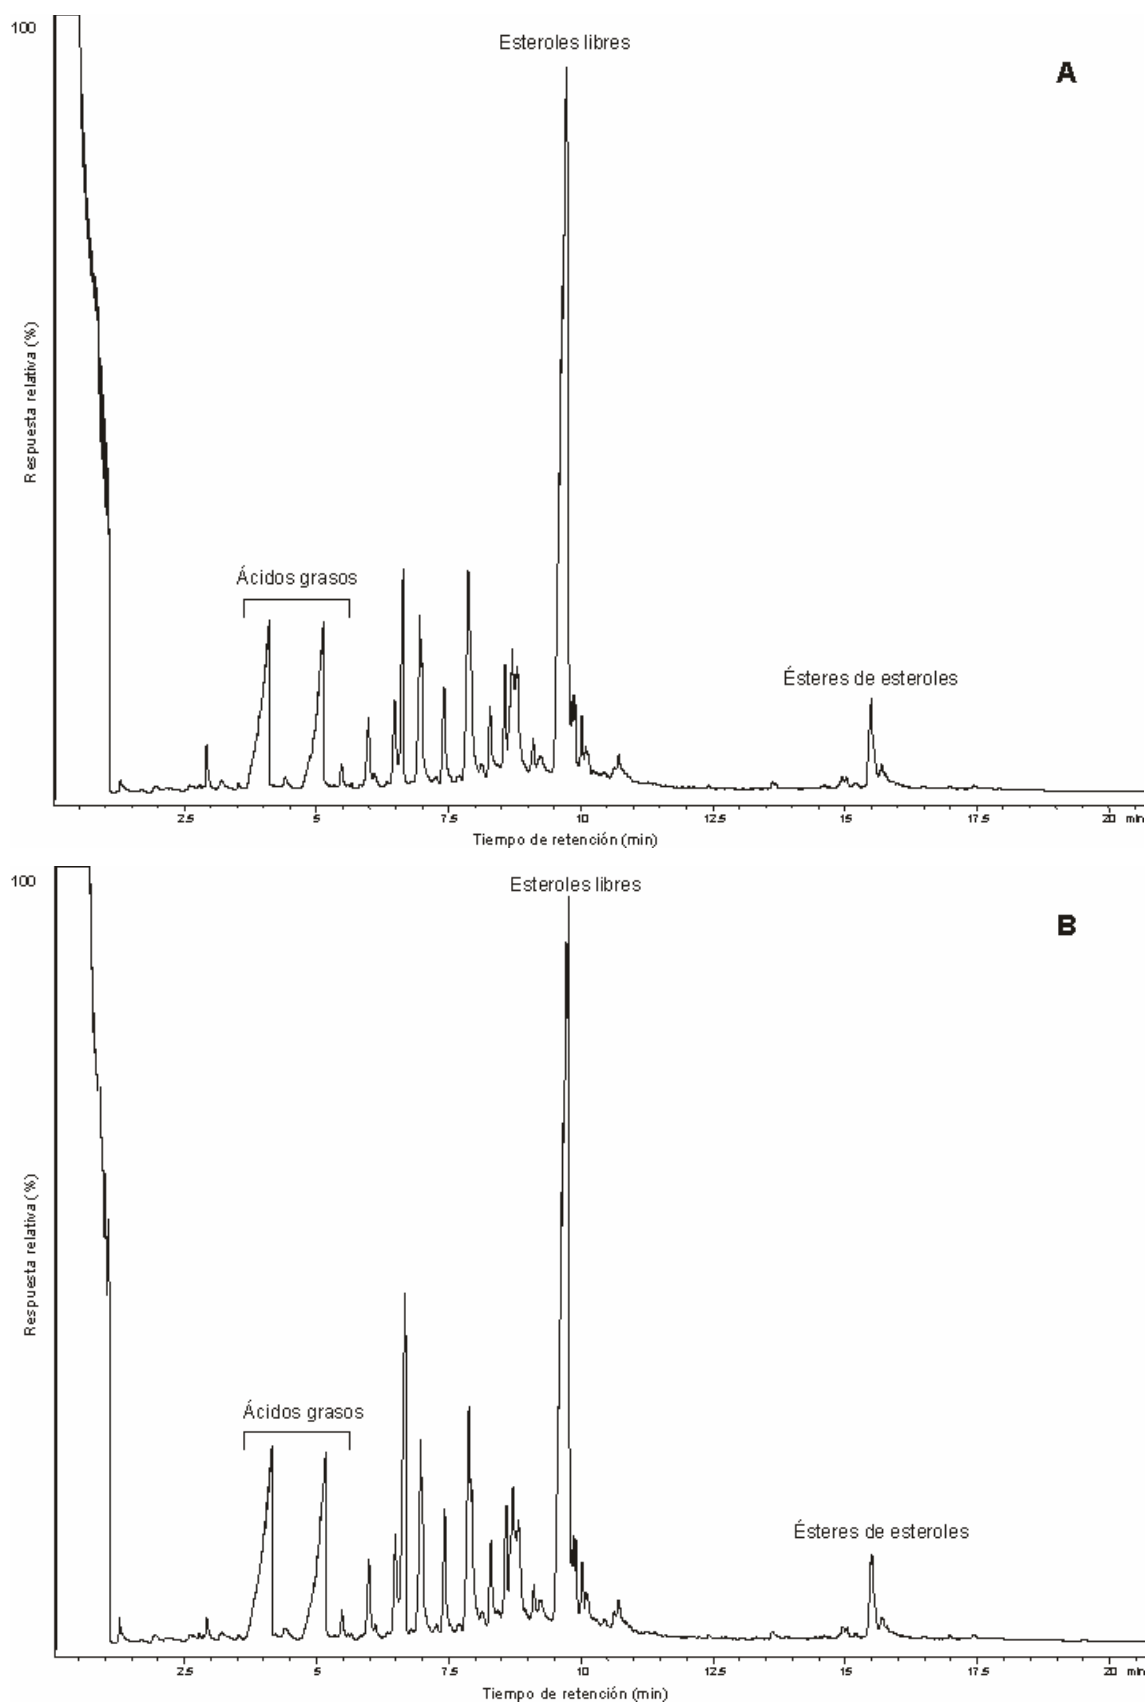 100
Esteroles libres
A
Respuesta relativa (%)
Ácidos grasos
Ésteres de esteroles
2.5 5 7.5 10 12.5 15 17.5 20 min
Tiempo de retención (min)
100
Esteroles libres
B
Respuesta relativa (%)
Ácidos grasos
Ésteres de esteroles
2.5 5 7.5 10 12.5 15 17.5 20 min
Tiempo de retención (min)